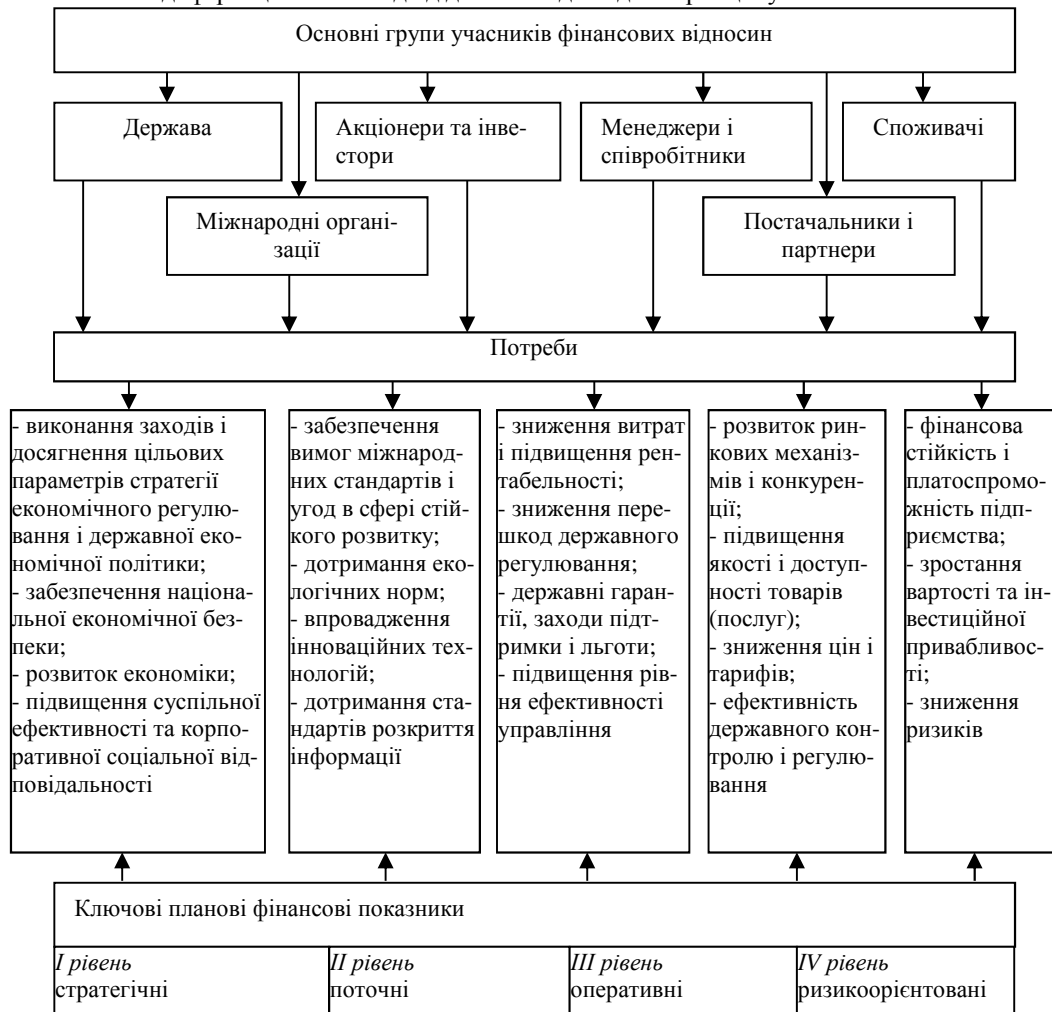 Основні групи учасників фінансових відносин
Держава
Акціонери та інве-
стори
Менеджери і
співробітники
Споживачі
Міжнародні органі-
зації
Постачальники і
партнери
Потреби
- виконання заходів і
досягнення цільових
параметрів стратегії
економічного регулю-
вання і державної еко-
номічної політики;
- забезпечення націона-
льної економічної без-
пеки;
- розвиток економіки;
- підвищення суспільної
ефективності та корпо-
ративної соціальної від-
повідальності
- забезпечення
вимог міжнарод-
них стандартів і
угод в сфері стій-
кого розвитку;
- дотримання еко-
логічних норм;
- впровадження
інноваційних тех-
нологій;
- дотримання ста-
ндартів розкриття
інформації
- зниження витрат
і підвищення рен-
табельності;
- зниження пере-
шкод державного
регулювання;
- державні гаран-
тії, заходи підт-
римки і льготи;
- підвищення рів-
ня ефективності
управління
- розвиток рин-
кових механіз-
мів і конкурен-
ції;
- підвищення
якості і доступ-
ності товарів
(послуг);
- зниження цін і
тарифів;
- ефективність
державного кон-
тролю і регулю-
вання
- фінансова
стійкість і
платоспромо-
жність підп-
риємства;
- зростання
вартості та ін-
вестиційної
привабливос-
ті;
- зниження
ризиків
Ключові планові фінансові показники
I рівень
стратегічні
II рівень
поточні
III рівень
оперативні
IV рівень
ризикоорієнтовані